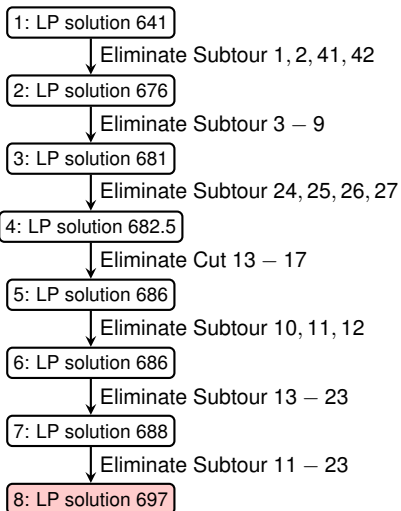 1: LP solution 641
Eliminate Subtour 1, 2, 41, 42
2: LP solution 676
Eliminate Subtour 3 − 9
3: LP solution 681
Eliminate Subtour 24, 25, 26, 27
4: LP solution 682.5
Eliminate Cut 13 − 17
5: LP solution 686
Eliminate Subtour 10, 11, 12
6: LP solution 686
Eliminate Subtour 13 − 23
7: LP solution 688
Eliminate Subtour 11 − 23
8: LP solution 697